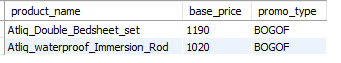 product_name base_price promo_type
Atliq_Double_Bedsheet_set 1190 BOGOF
Atliq_waterproof_Immersion_Rod 1020 BOGOF